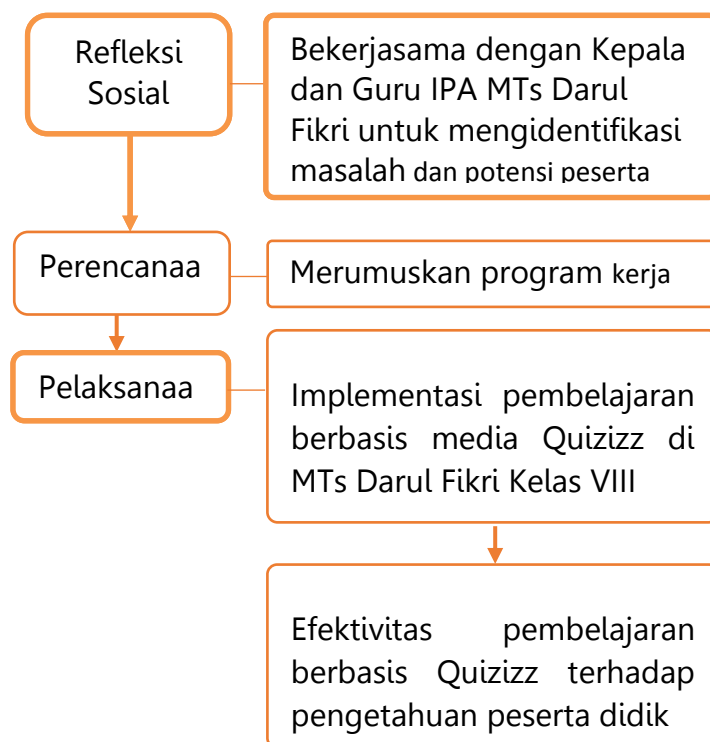 Refleksi
Sosial
Bekerjasama dengan Kepala
dan Guru IPA MTs Darul
Fikri untuk mengidentifikasi
masalah dan potensi peserta
Perencanaa
Merumuskan program kerja
Pelaksanaa
Implementasi pembelajaran
berbasis media Quizizz di
MTs Darul Fikri Kelas VIII
Efektivitas pembelajaran
berbasis Quizizz terhadap
pengetahuan peserta didik